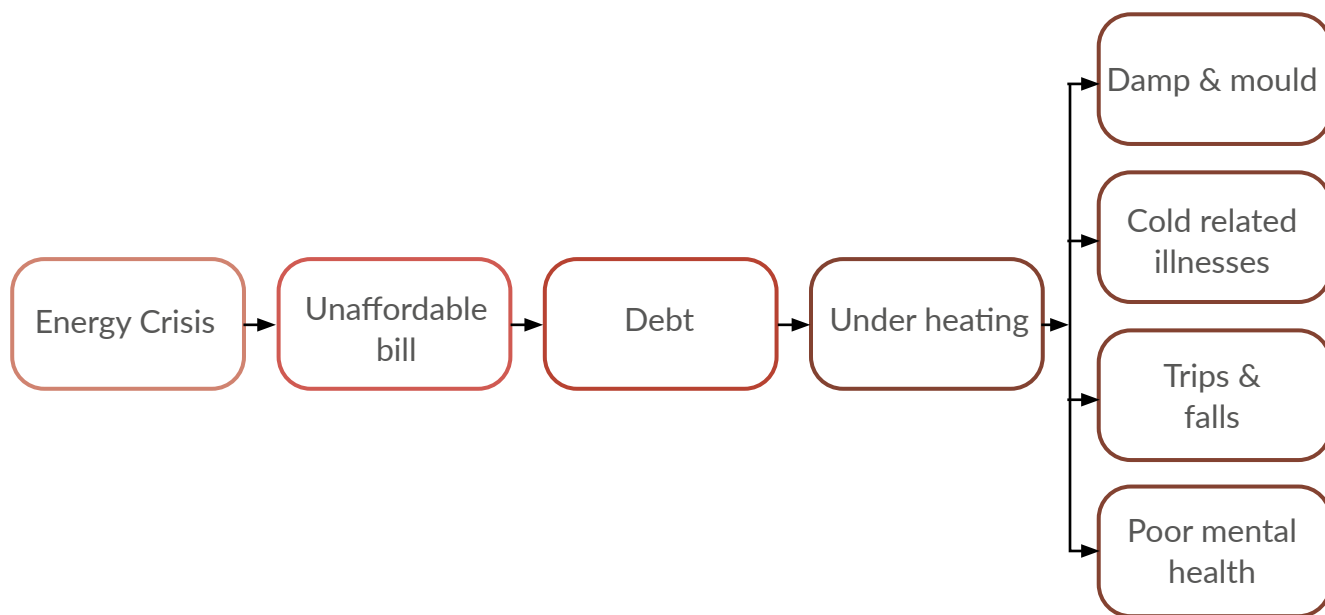 Energy Crisis
Unaffordable
bill
Debt
Under heating
Damp & mould
Cold related
illnesses
Trips &
falls
Poor mental
health